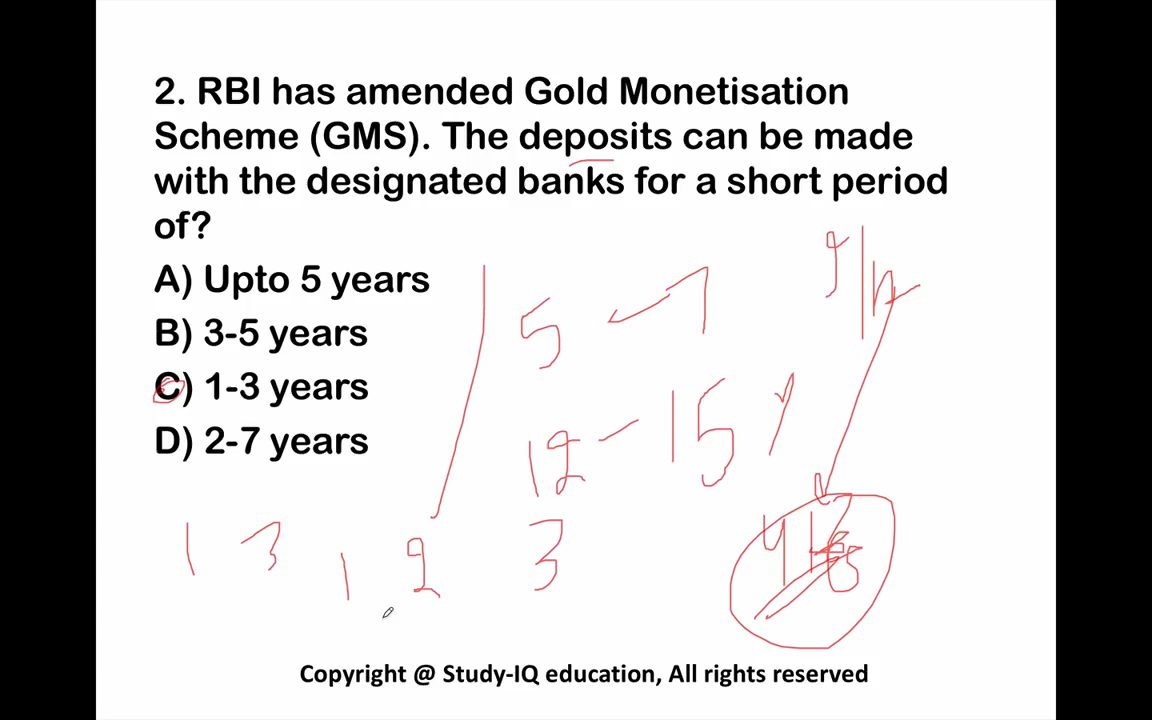 2. RBI has amended Gold Monetisation
Scheme (GMS). The deposits can be made
with the designated banks for a short period
of?
A) Upto 5 years
B) 3-5 years
C) 1-3 years
D) 2-7 years
5 - 7
12 - 15 %
1 3 1 2 3
Copyright @ Study-IQ education, All rights reserved